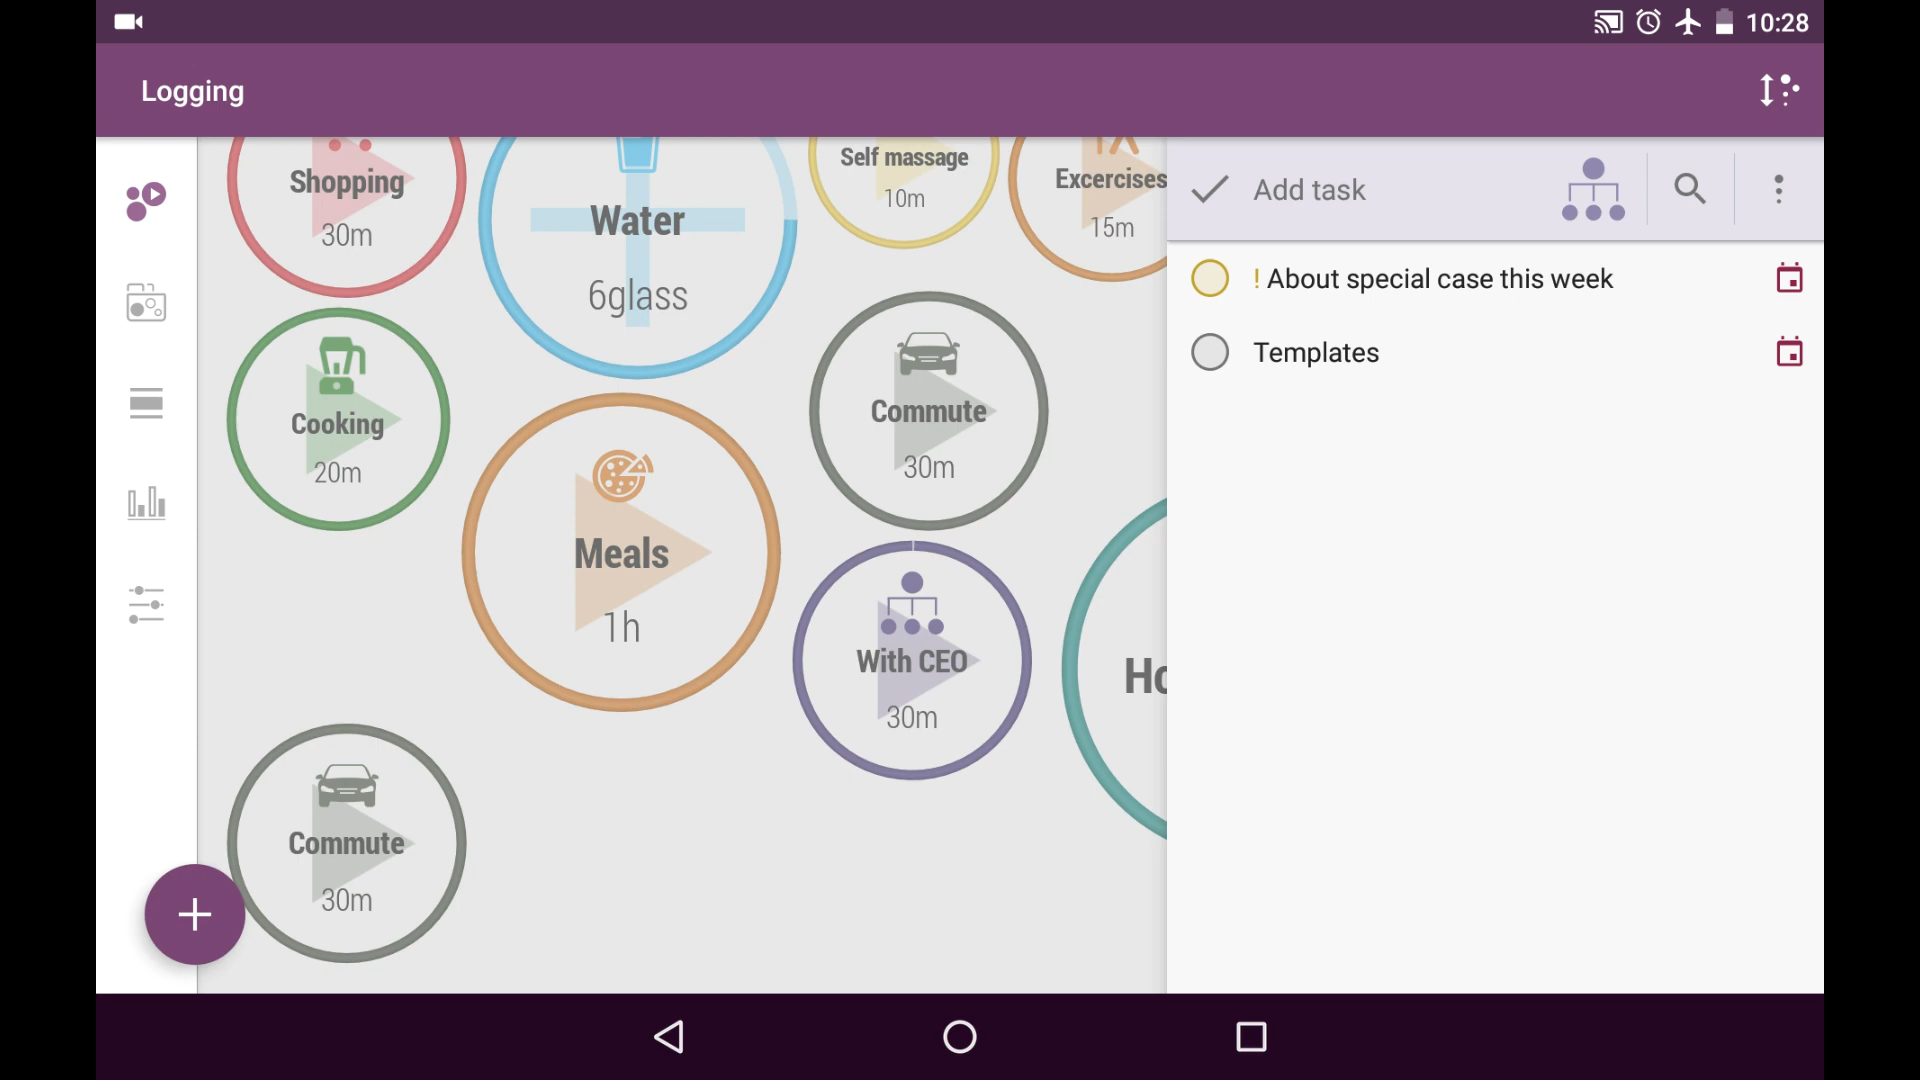 10:28
Logging
Shopping
30m
Water
6glass
Self massage
10m
Excercises
15m
Cooking
20m
Meals
1h
Commute
30m
With CEO
30m
Ho
Commute
30m
Add task
! About special case this week
Templates